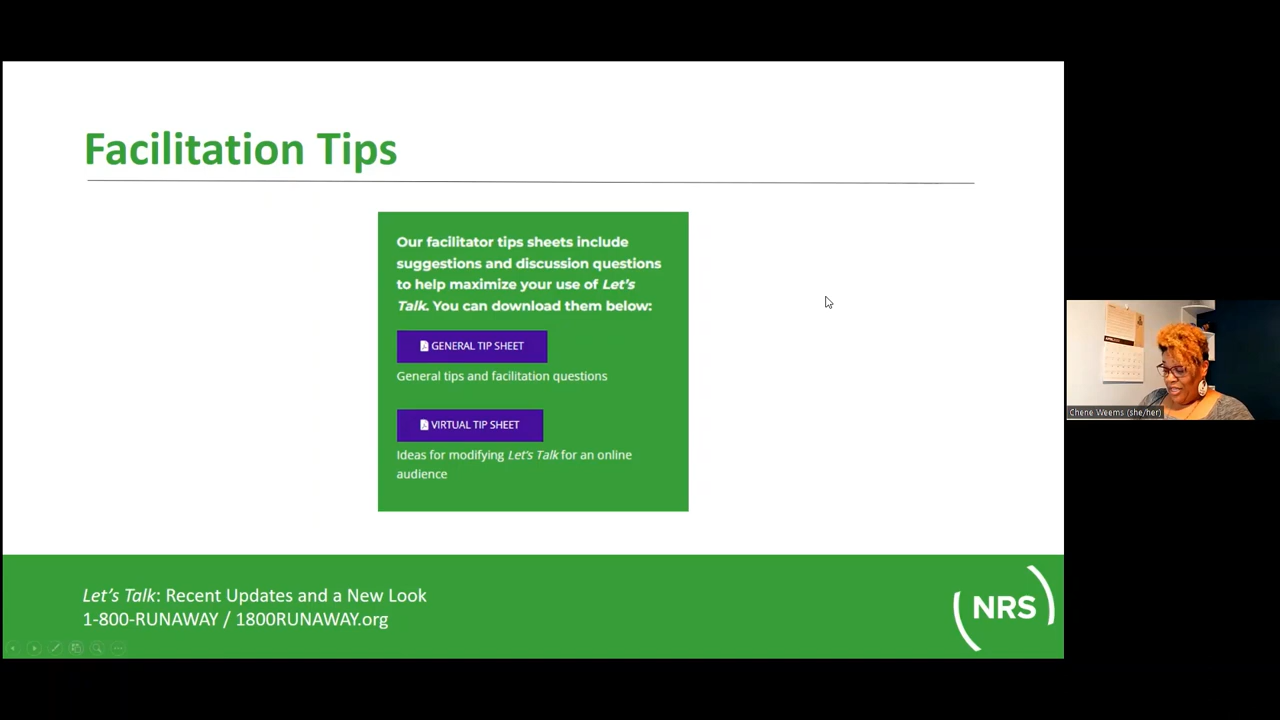 Facilitation Tips
Our facilitator tips sheets include
suggestions and discussion questions
to help maximize your use of Let's
Talk. You can download them below:
GENERAL TIP SHEET
General tips and facilitation questions
VIRTUAL TIP SHEET
Ideas for modifying Let's Talk for an online
audience
Let's Talk: Recent Updates and a New Look
1-800-RUNAWAY / 1800RUNAWAY.org
NRS
Chene Weems (she/her)